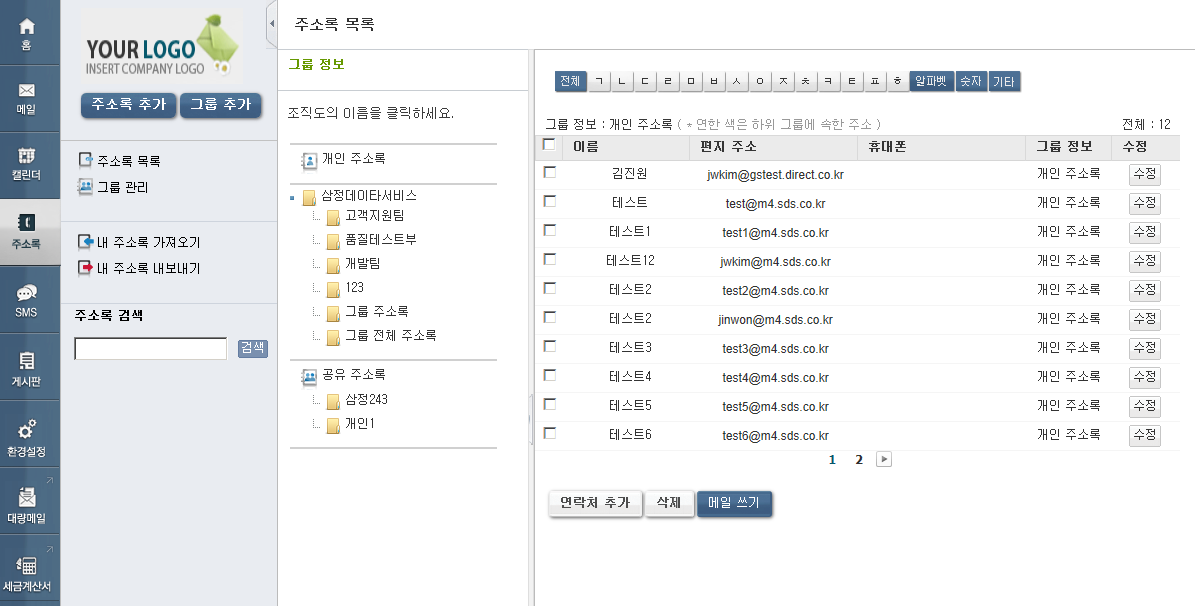 홈
메일
캘린더
주소록
SMS
게시판
환경설정
대량메일
세금계산서
YOUR LOGO
INSERT COMPANY LOGO
주소록 추가 그룹 추가
주소록 목록
그룹 관리
내 주소록 가져오기
내 주소록 내보내기
주소록 검색
검색
주소록 목록
그룹 정보
조직도의 이름을 클릭하세요.
개인 주소록
삼정데이타서비스
고객지원팀
품질테스트부
개발팀
123
그룹 주소록
그룹 전체 주소록
공유 주소록
삼정243
개인1
전체 ㄱ ㄴ ㄷ ㄹ ㅁ ㅂ ㅅ ㅇ ㅈ ㅊ ㅋ ㅌ ㅍ ㅎ 알파벳 숫자 기타
그룹 정보 : 개인 주소록 ( * 연한 색은 하위 그룹에 속한 주소 ) 전체 : 12
이름 편지 주소 휴대폰 그룹 정보 수정
김진원 jwkim@gstest.direct.co.kr 개인 주소록 수정
테스트 test@m4.sds.co.kr 개인 주소록 수정
테스트1 test1@m4.sds.co.kr 개인 주소록 수정
테스트12 jwkim@m4.sds.co.kr 개인 주소록 수정
테스트2 test2@m4.sds.co.kr 개인 주소록 수정
테스트2 jinwon@m4.sds.co.kr 개인 주소록 수정
테스트3 test3@m4.sds.co.kr 개인 주소록 수정
테스트4 test4@m4.sds.co.kr 개인 주소록 수정
테스트5 test5@m4.sds.co.kr 개인 주소록 수정
테스트6 test6@m4.sds.co.kr 개인 주소록 수정
1 2
연락처 추가 삭제 메일 쓰기